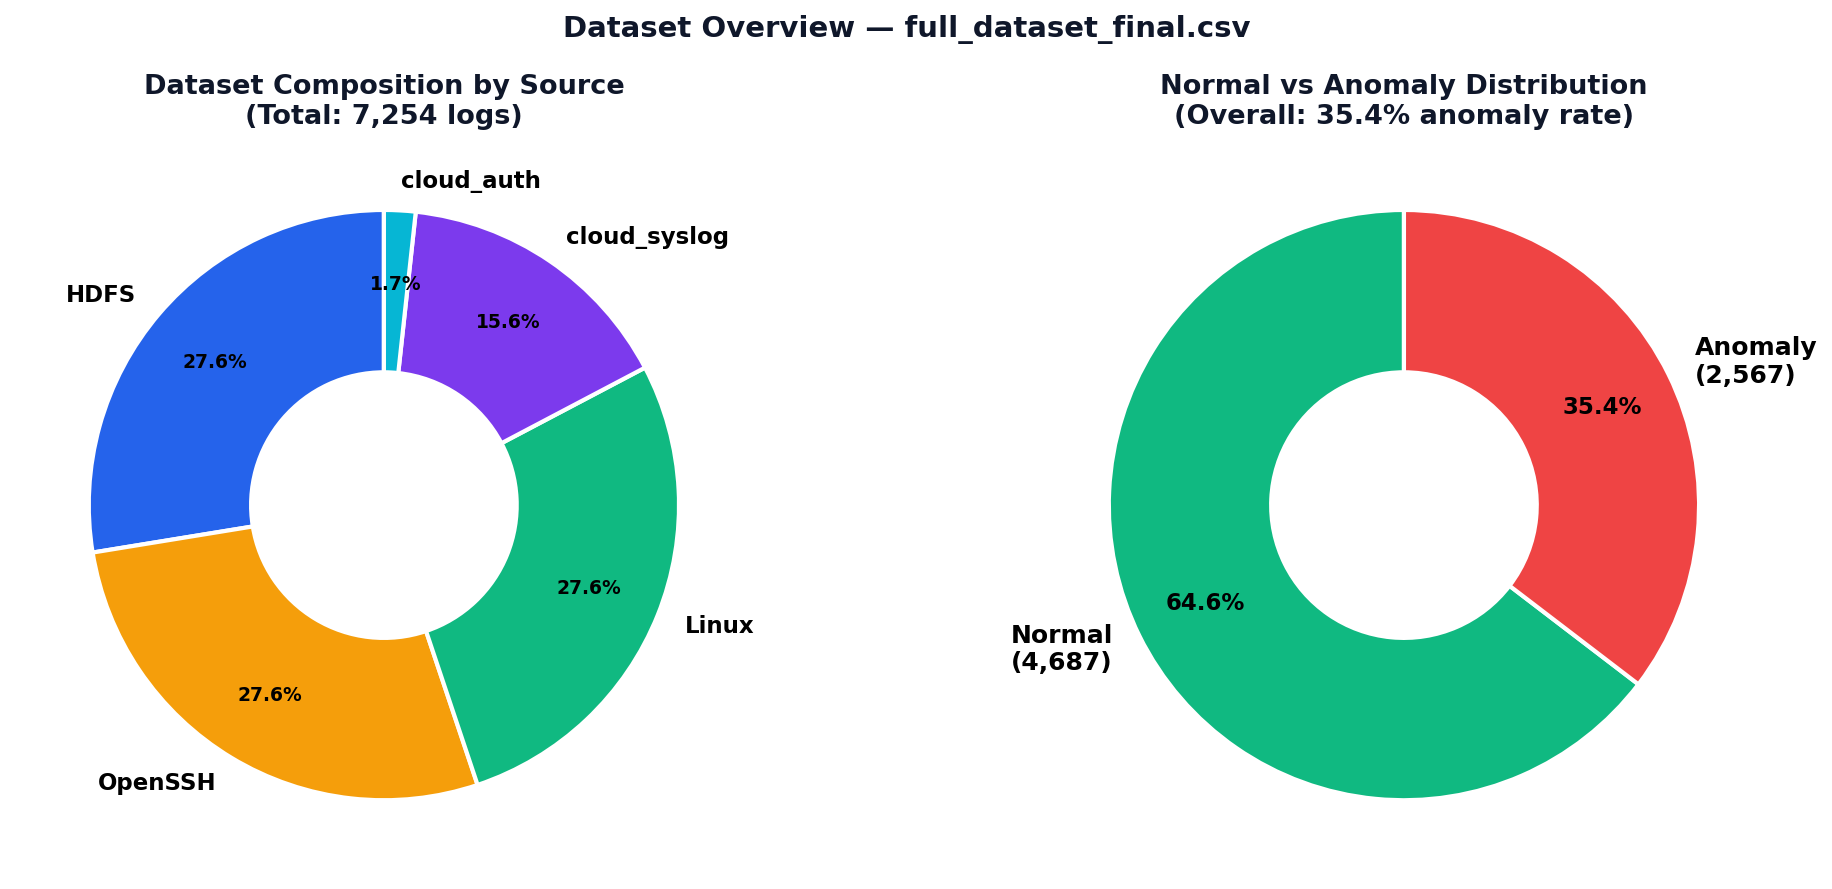 Dataset Overview — full_dataset_final.csv
Dataset Composition by Source
(Total: 7,254 logs)
cloud_auth
cloud_syslog
HDFS
1.7%
15.6%
27.6%
27.6%
Linux
27.6%
OpenSSH
Normal vs Anomaly Distribution
(Overall: 35.4% anomaly rate)
Anomaly
(2,567)
35.4%
64.6%
Normal
(4,687)